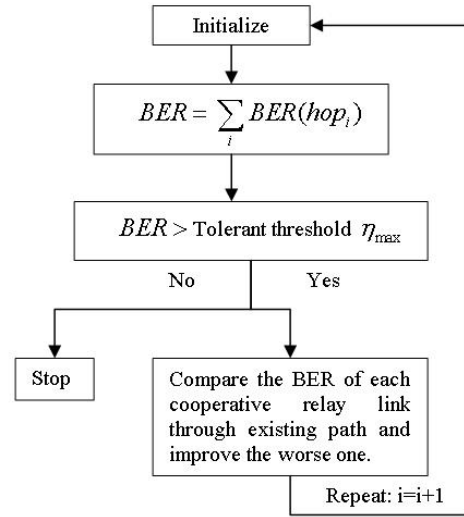 Initialize
BER = ∑ BER(hop_i)
i
BER > Tolerant threshold η_max
No Yes
Stop
Compare the BER of each
cooperative relay link
through existing path and
improve the worse one.
Repeat: i=i+1